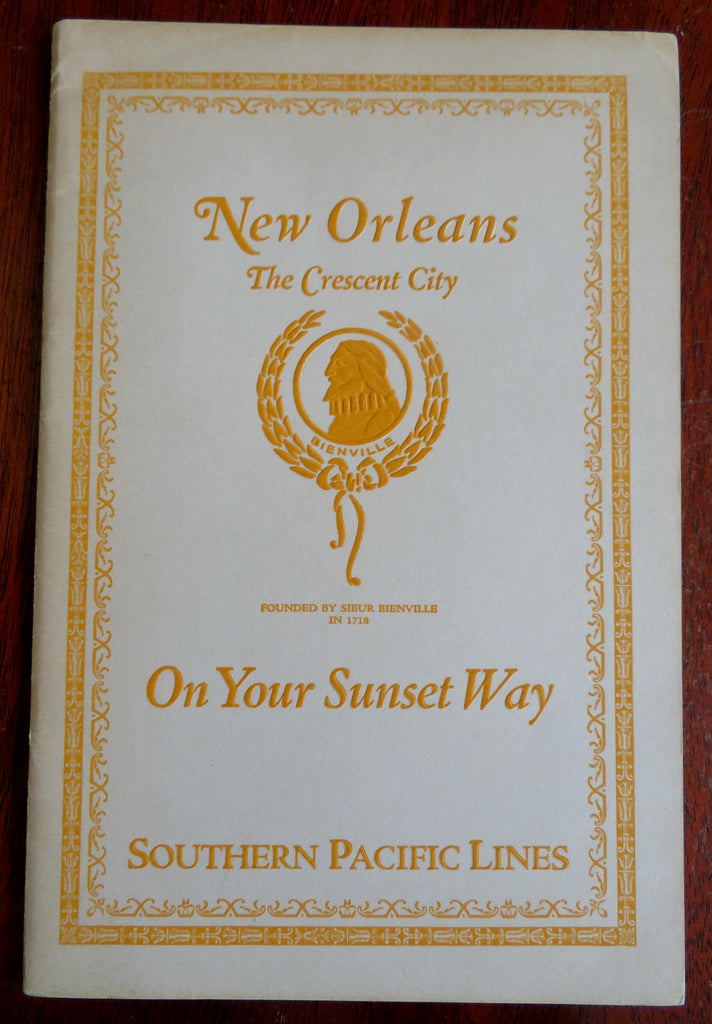 New Orleans
The Crescent City
BIENVILLE
FOUNDED BY SIEUR BIENVILLE
IN 1718
On Your Sunset Way
SOUTHERN PACIFIC LINES